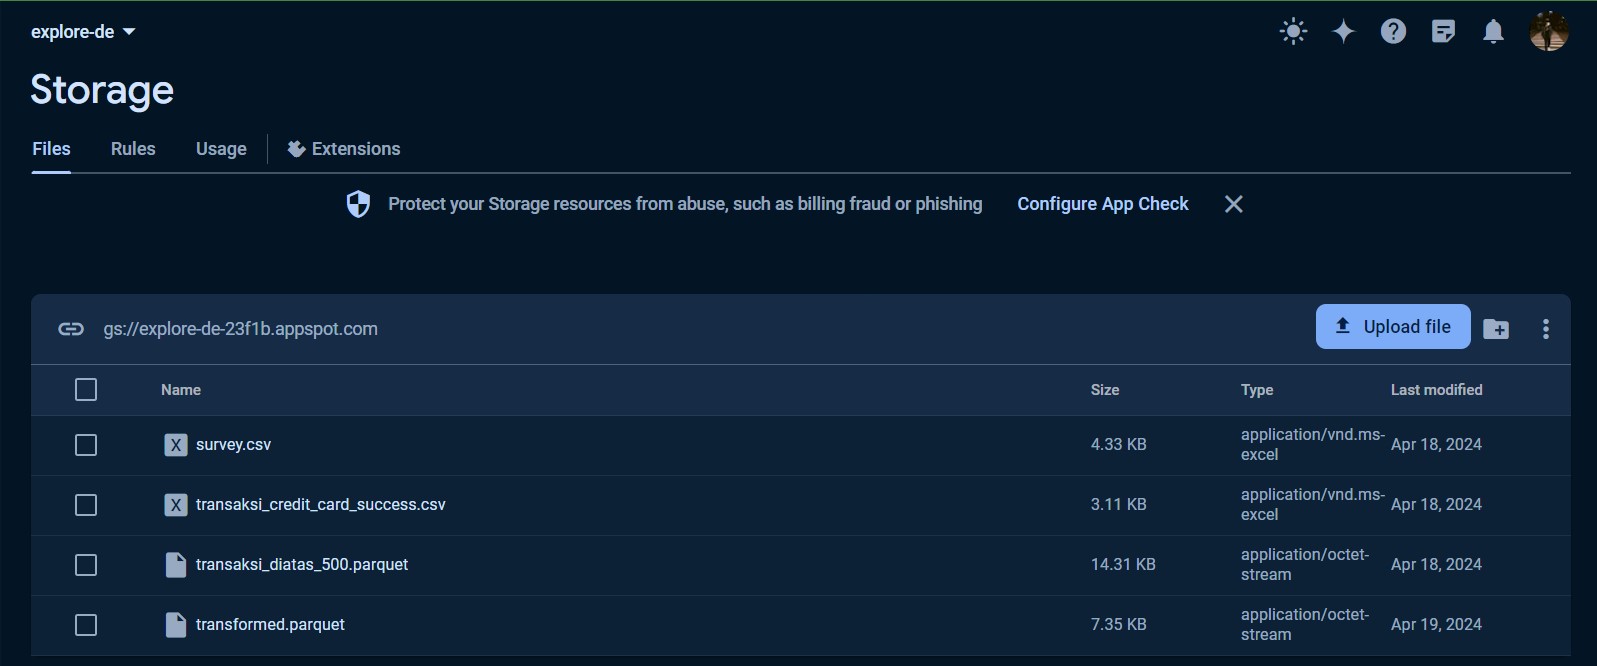 explore-de
Storage
Files Rules Usage Extensions
Protect your Storage resources from abuse, such as billing fraud or phishing Configure App Check
gs://explore-de-23f1b.appspot.com Upload file
Name Size Type Last modified
survey.csv 4.33 KB application/vnd.ms-excel Apr 18, 2024
transaksi_credit_card_success.csv 3.11 KB application/vnd.ms-excel Apr 18, 2024
transaksi_diatas_500.parquet 14.31 KB application/octet-stream Apr 18, 2024
transformed.parquet 7.35 KB application/octet-stream Apr 19, 2024